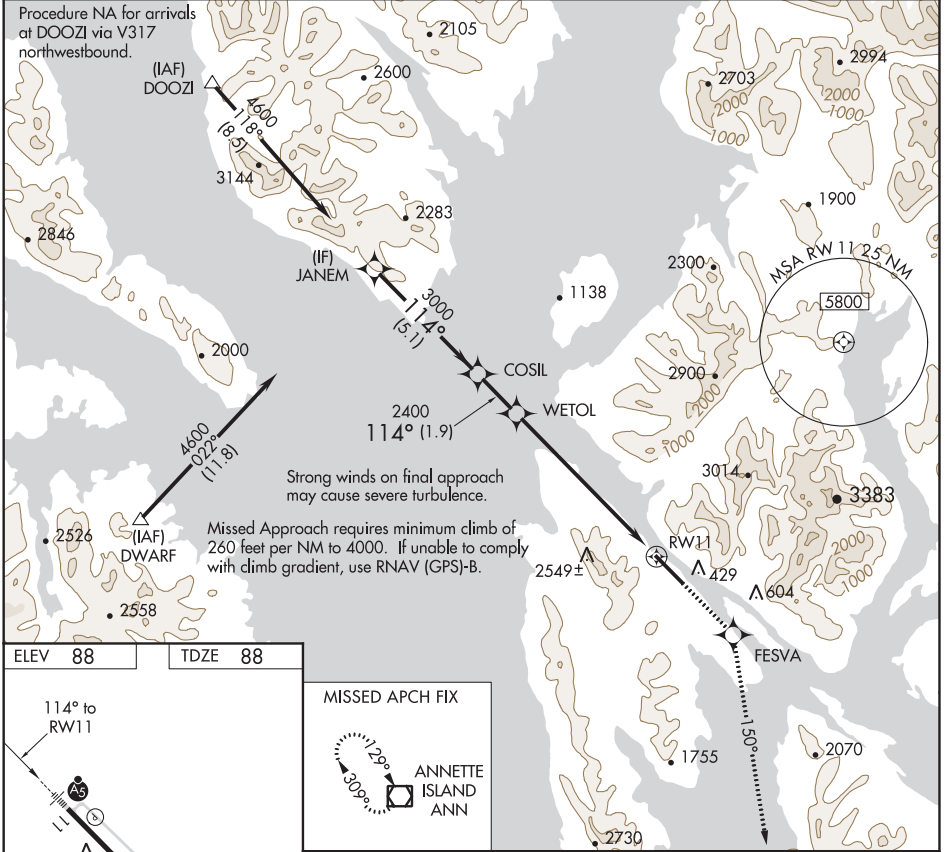 Procedure NA for arrivals
at DOOZI via V317
northwestbound.
(IAF)
DOOZI
4600
118°
(8.5)
2105
2600
2703
2994
2000
1000
2000
1000
3144
2283
2846
1900
(IF)
JANEM
3000
114°
(5.1)
1138
2300
MSA RW 11 25 NM
5800
2000
COSIL
2900
2000
1000
WETOL
2400
114° (1.9)
4600
022°
(11.8)
Strong winds on final approach
may cause severe turbulence.
3014
3383
(IAF)
DWARF
2526
Missed Approach requires minimum climb of
260 feet per NM to 4000. If unable to comply
with climb gradient, use RNAV (GPS)-B.
2549±
RW11
429
604
2000
1000
2558
FESVA
ELEV 88
TDZE 88
114° to
RW11
A5
P
L
L
MISSED APCH FIX
129°
309°
ANNETTE
ISLAND
ANN
150°
1755
2070
2730